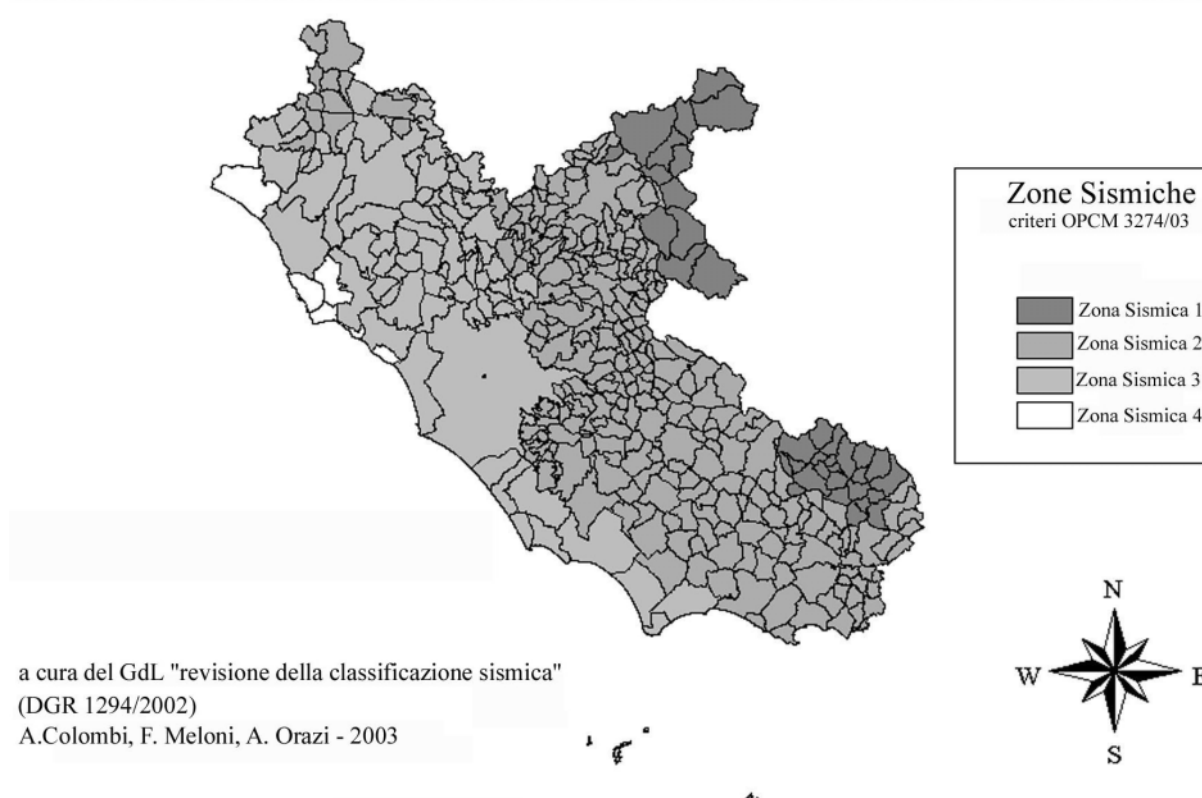 Zone Sismiche
criteri OPCM 3274/03
Zona Sismica 1
Zona Sismica 2
Zona Sismica 3
Zona Sismica 4
N
W
E
S
a cura del GdL "revisione della classificazione sismica"
(DGR 1294/2002)
A.Colombi, F. Meloni, A. Orazi - 2003